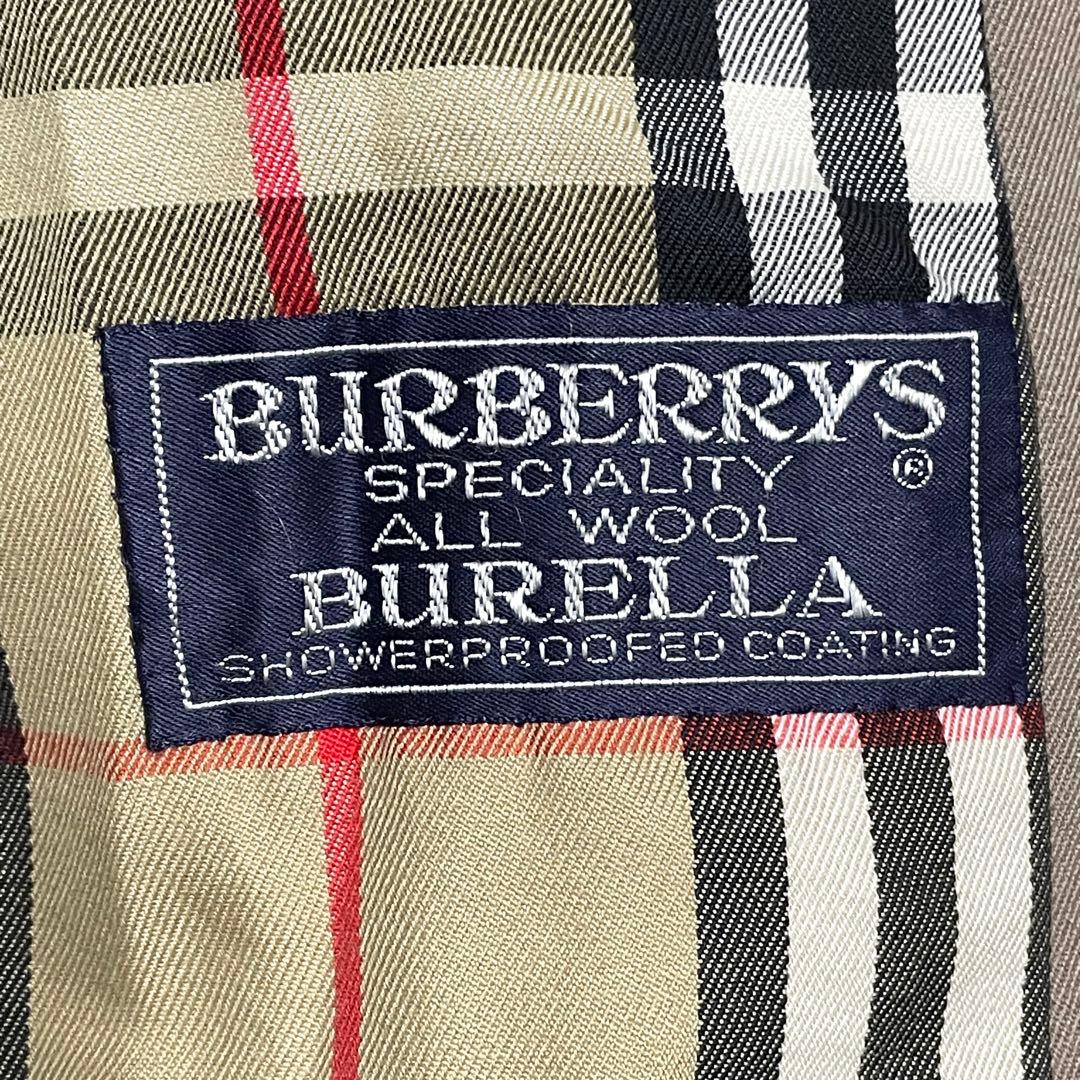 BURBERRYS
®
SPECIALITY
ALL WOOL
BURELLA
SHOWERPROOFED COATING